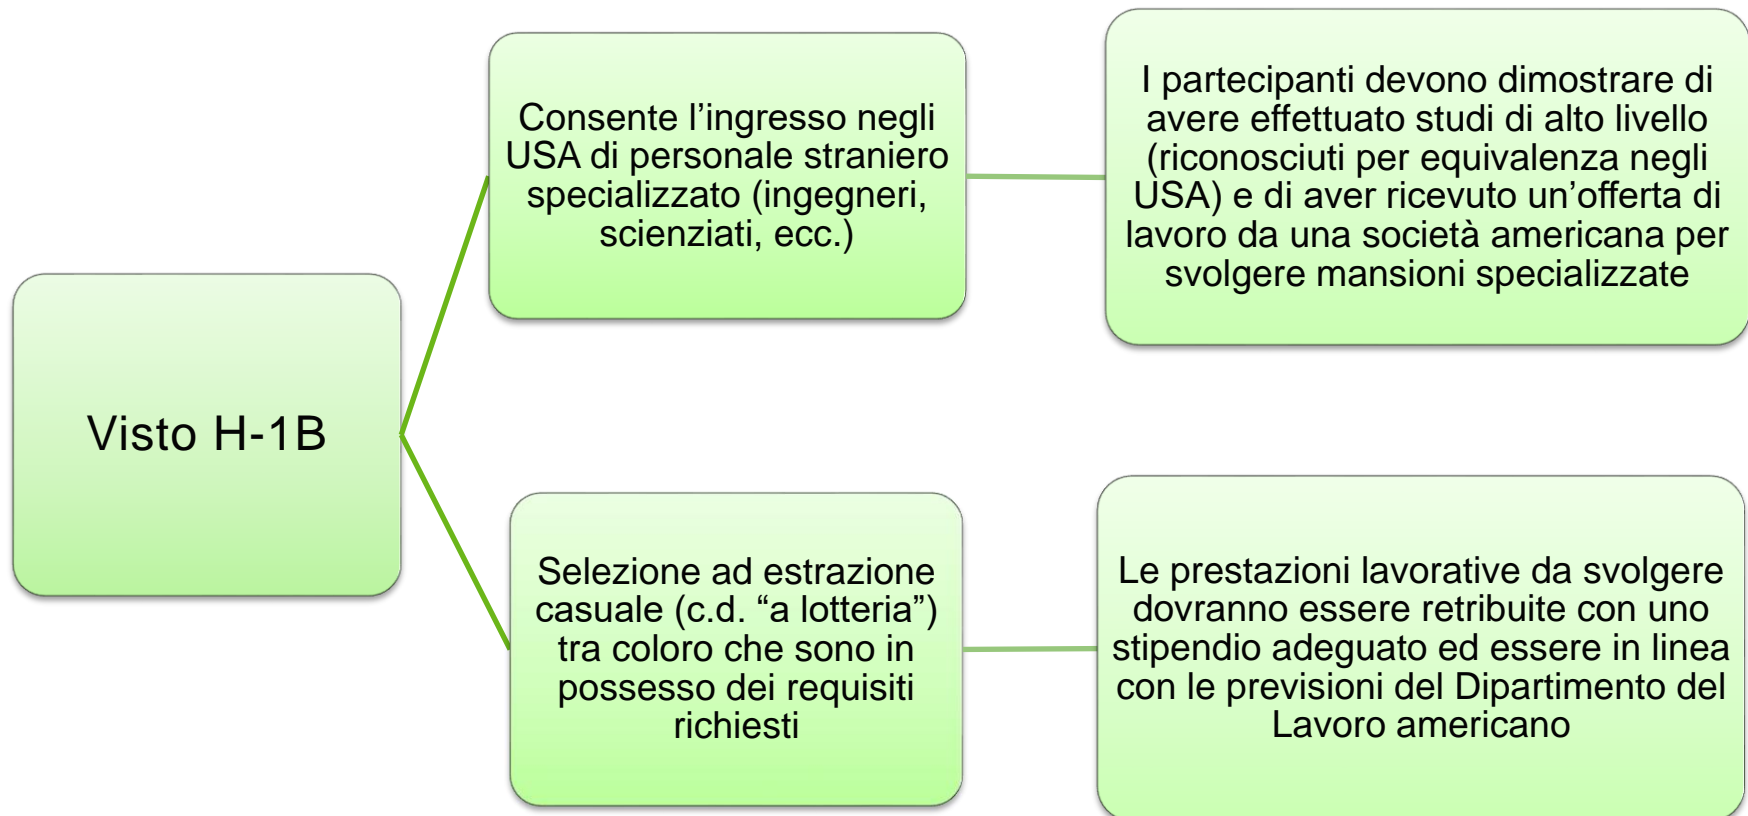 Visto H-1B
Consente l’ingresso negli
USA di personale straniero
specializzato (ingegneri,
scienziati, ecc.)
I partecipanti devono dimostrare di
avere effettuato studi di alto livello
(riconosciuti per equivalenza negli
USA) e di aver ricevuto un’offerta di
lavoro da una società americana per
svolgere mansioni specializzate
Selezione ad estrazione
casuale (c.d. “a lotteria”)
tra coloro che sono in
possesso dei requisiti
richiesti
Le prestazioni lavorative da svolgere
dovranno essere retribuite con uno
stipendio adeguato ed essere in linea
con le previsioni del Dipartimento del
Lavoro americano